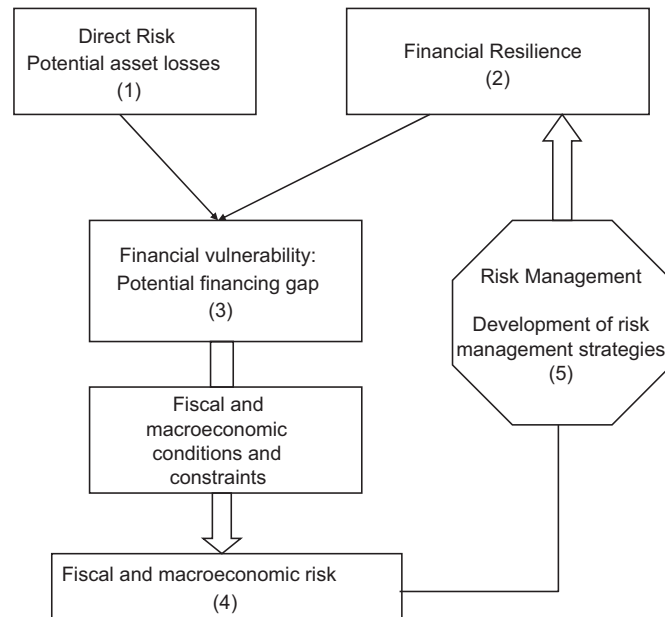 Direct Risk
Potential asset losses
(1)
Financial Resilience
(2)
Financial vulnerability:
Potential financing gap
(3)
Risk Management
Development of risk
management strategies
(5)
Fiscal and
macroeconomic
conditions and
constraints
Fiscal and macroeconomic risk
(4)